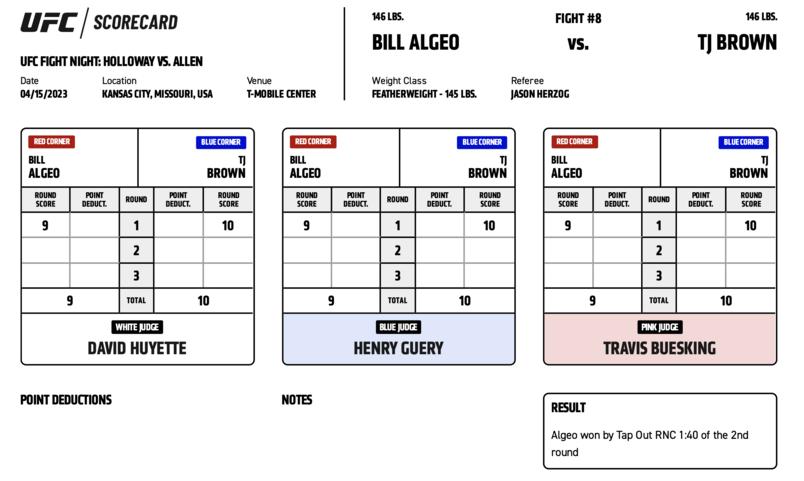 UFC SCORECARD
UFC FIGHT NIGHT: HOLLOWAY VS. ALLEN
Date Location Venue
04/15/2023 KANSAS CITY, MISSOURI, USA T-MOBILE CENTER
146 LBS. FIGHT #8 146 LBS.
BILL ALGEO VS. TJ BROWN
Weight Class Referee
FEATHERWEIGHT - 145 LBS. JASON HERZOG
RED CORNER BLUE CORNER
BILL TJ
ALGEO BROWN
ROUND SCORE POINT DEDUCT. ROUND POINT DEDUCT. ROUND SCORE
9 1 10
2
3
9 TOTAL 10
WHITE JUDGE
DAVID HUYETTE
RED CORNER BLUE CORNER
BILL TJ
ALGEO BROWN
ROUND SCORE POINT DEDUCT. ROUND POINT DEDUCT. ROUND SCORE
9 1 10
2
3
9 TOTAL 10
BLUE JUDGE
HENRY GUERY
RED CORNER BLUE CORNER
BILL TJ
ALGEO BROWN
ROUND SCORE POINT DEDUCT. ROUND POINT DEDUCT. ROUND SCORE
9 1 10
2
3
9 TOTAL 10
PINK JUDGE
TRAVIS BUESKING
POINT DEDUCTIONS
NOTES
RESULT
Algeo won by Tap Out RNC 1:40 of the 2nd
round